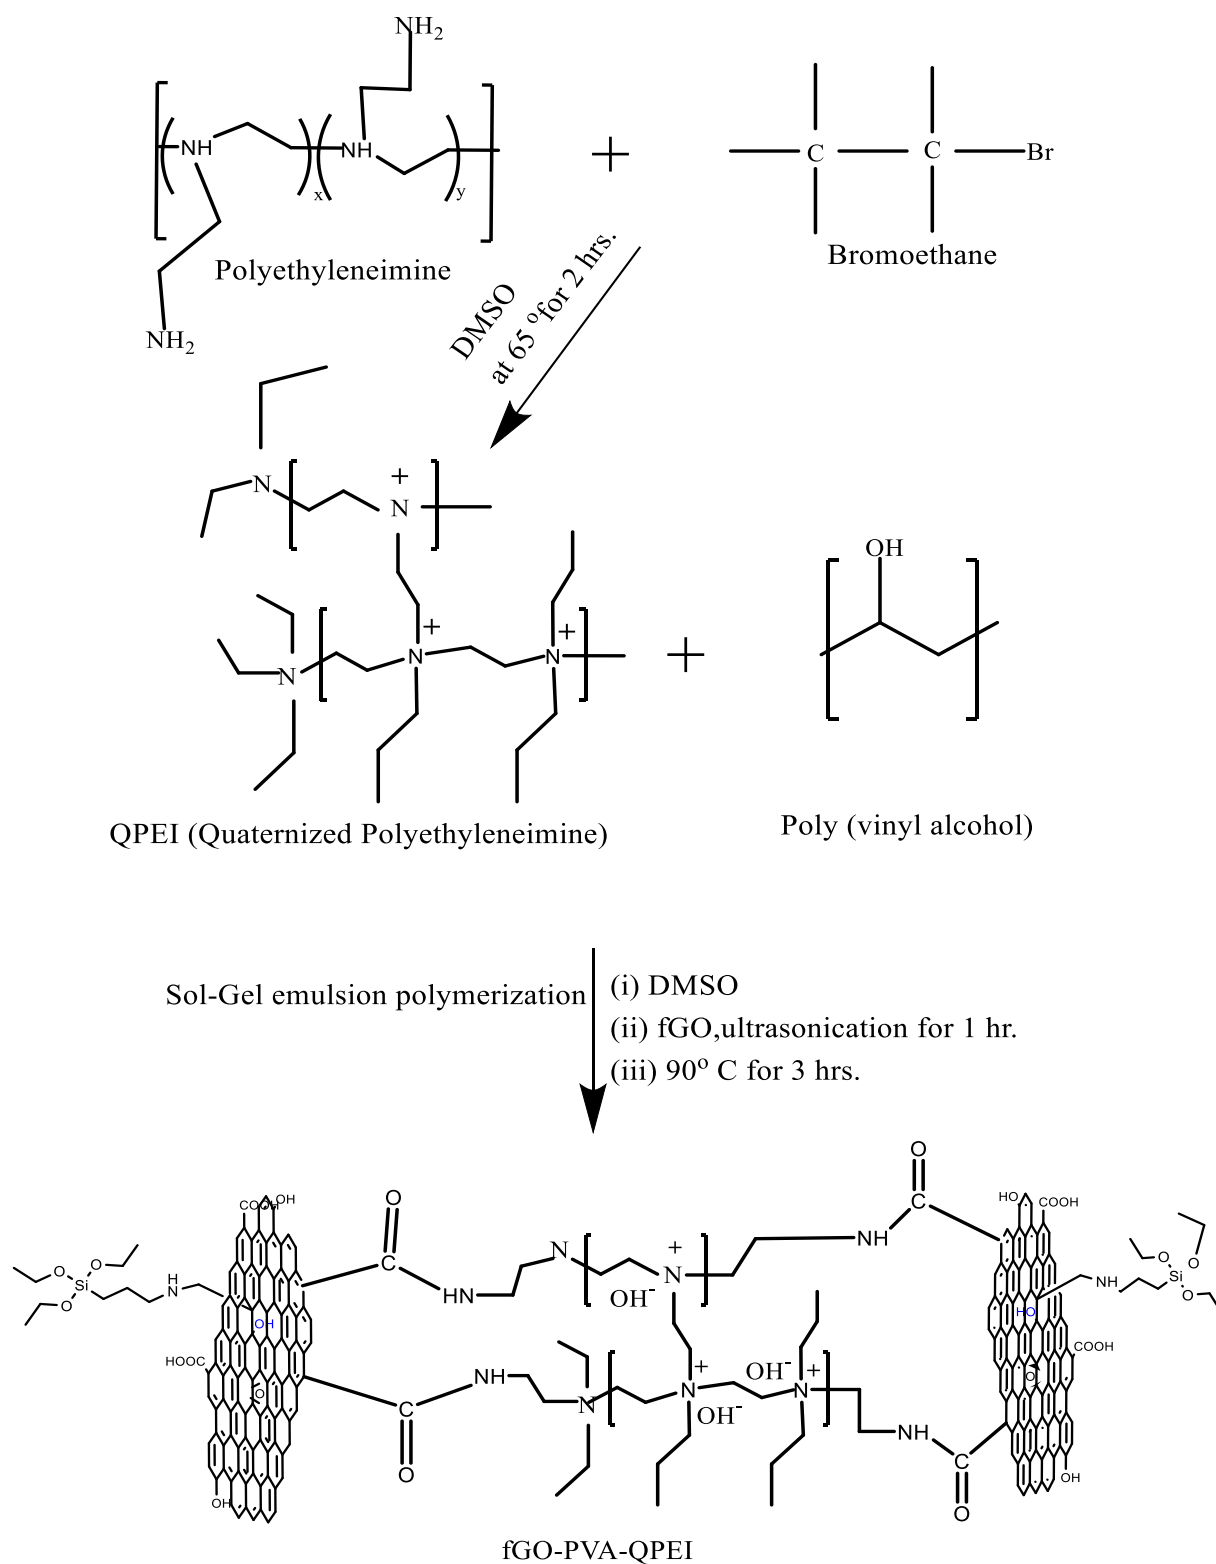 NH2
NH
NH
x
y
NH2
Polyethyleneimine
+
C
C
Br
Bromoethane
DMSO
at 65 ofor 2 hrs.
N
+
N
+
+
N
N
N
QPEI (Quaternized Polyethyleneimine)
+
OH
Poly (vinyl alcohol)
Sol-Gel emulsion polymerization
(i) DMSO
(ii) fGO,ultrasonication for 1 hr.
(iii) 90o C for 3 hrs.
O
O
C
C
COOH
OH
HO
COOH
O
O
Si
O
H
N
OH
HOOC
O
OH
HN
N
+
N
OH-
NH
NH
N
+
N
OH-
OH-
+
N
NH
C
O
C
O
NH
O
O
Si
O
HO
COOH
O
OH
fGO-PVA-QPEI